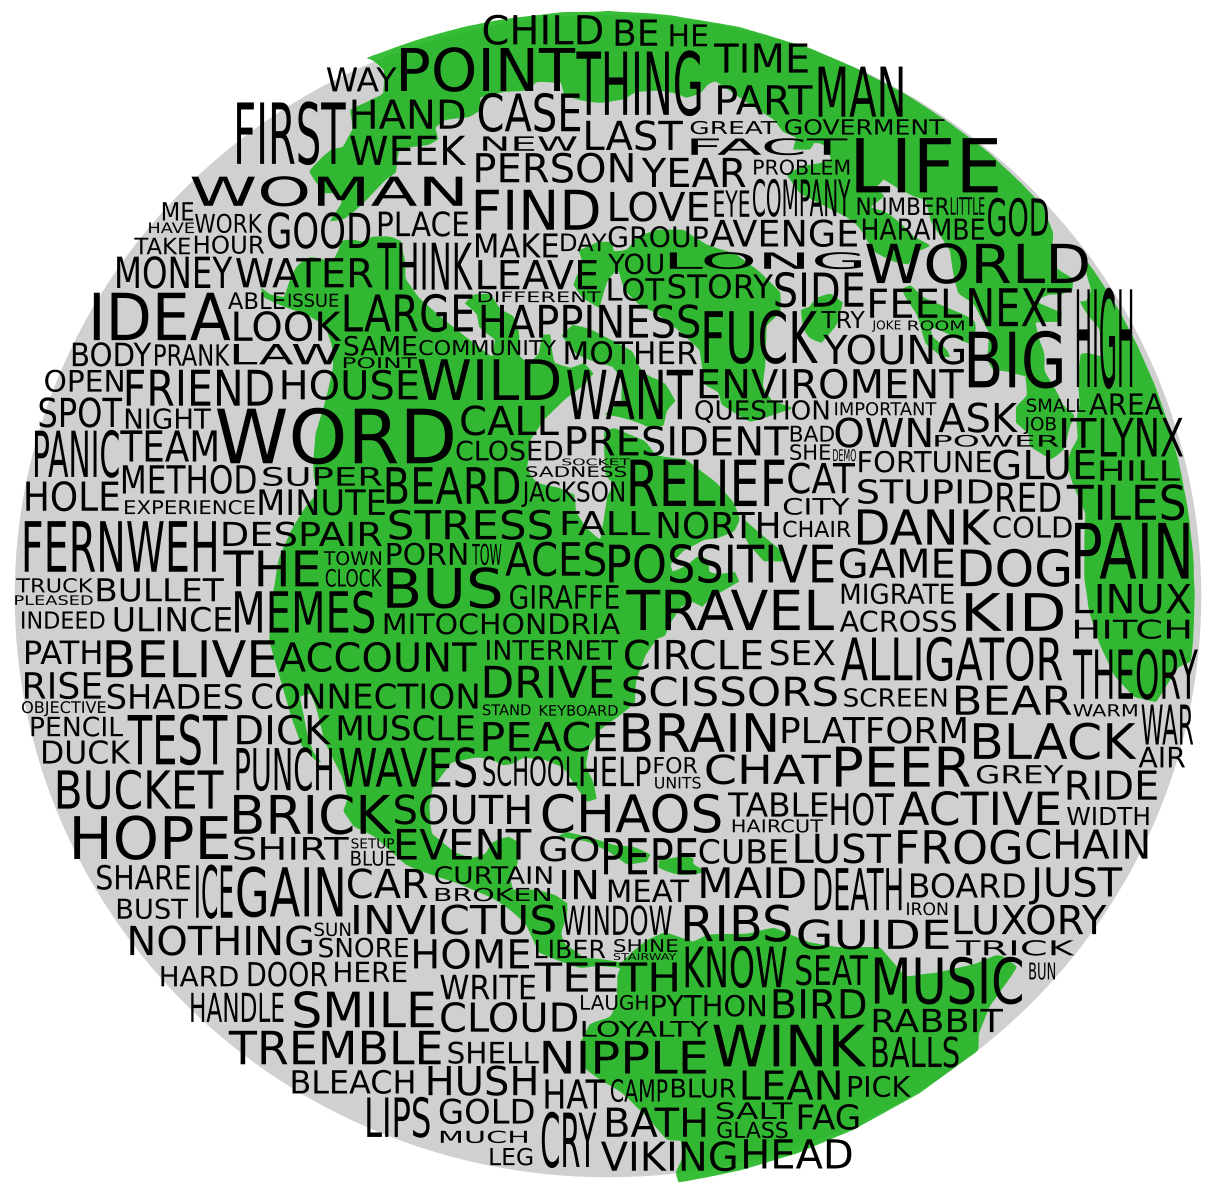 CHILD BE HE
WAY POINT THING TIME
FIRST HAND CASE PART MAN
WEEK NEW LAST GREAT GOVERMENT
FACT LIFE
WOMAN PERSON YEAR PROBLEM
ME FIND LOVE EYE COMPANY NUMBER LITTLE GOD
HAVE WORK GOOD PLACE
TAKE HOUR MAKE DAY GROUP AVENGE HARAMBE
MONEY WATER THINK LEAVE YOU LONG WORLD
IDEA ABLE ISSUE LARGE DIFFERENT LOT STORY SIDE FEEL NEXT HIGH
LOOK HAPPINESS FUCK TRY JOKE ROOM
BODY PRANK LAW SAME COMMUNITY MOTHER YOUNG BIG
POINT
OPEN FRIEND HOUSE WILD WANT ENVIROMENT
SPOT NIGHT WORD CALL QUESTION IMPORTANT ASK SMALL AREA
PANIC TEAM CLOSED PRESIDENT BAD OWN POWER JOB IT LYNX
SHE DEMO
METHOD SUPER BEARD SOCKET RELIEF CAT FORTUNE GLUE HILL
SADNESS
HOLE EXPERIENCE MINUTE JACKSON CITY STUPID RED TILES
FERNWEH DESPAIR STRESS FALL NORTH CHAIR DANK COLD PAIN
THE TOWN PORN TOW ACES POSSITIVE GAME DOG
TRUCK BULLET CLOCK BUS GIRAFFE TRAVEL MIGRATE KID LINUX
PLEASED
INDEED ULINCE MEMES MITOCHONDRIA ACROSS HITCH
PATH BELIVE ACCOUNT INTERNET CIRCLE SEX ALLIGATOR THEORY
RISE SHADES CONNECTION DRIVE SCISSORS SCREEN BEAR
OBJECTIVE STAND KEYBOARD WARM WAR
PENCIL TEST DICK MUSCLE PEACE BRAIN PLATFORM BLACK
DUCK PUNCH WAVES SCHOOL HELP FOR CHAT PEER GREY AIR
UNITS
BUCKET RIDE
HOPE BRICK SOUTH CHAOS TABLE HOT ACTIVE WIDTH
HAIRCUT
SHIRT SETUP EVENT GO PEPE CUBE LUST FROG CHAIN
BLUE
SHARE ICE GAIN CAR CURTAIN IN MEAT MAID DEATH BOARD JUST
BROKEN
BUST SUN INVICTUS WINDOW RIBS GUIDE IRON LUXORY
NOTHING SNORE HOME LIBER SHINE TRICK
STAIRWAY
HARD DOOR HERE WRITE TEETH KNOW SEAT MUSIC BUN
HANDLE SMILE CLOUD LAUGH PYTHON BIRD RABBIT
LOYALTY
TREMBLE SHELL NIPPLE WINK BALLS
BLEACH HUSH HAT CAMP BLUR LEAN PICK
LIPS GOLD CRY BATH SALT FAG
MUCH GLASS
LEG VIKING HEAD